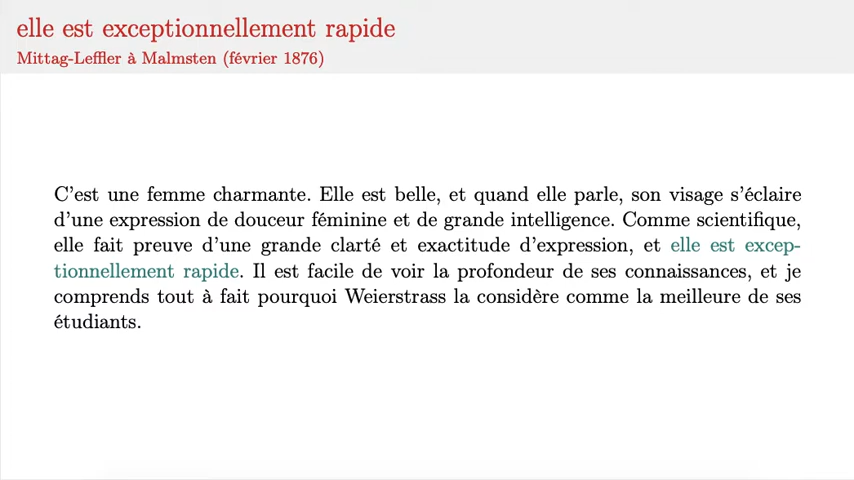 elle est exceptionnellement rapide
Mittag-Leffler à Malmsten (février 1876)
C'est une femme charmante. Elle est belle, et quand elle parle, son visage s'éclaire
d'une expression de douceur féminine et de grande intelligence. Comme scientifique,
elle fait preuve d'une grande clarté et exactitude d'expression, et elle est excep-
tionnellement rapide. Il est facile de voir la profondeur de ses connaissances, et je
comprends tout à fait pourquoi Weierstrass la considère comme la meilleure de ses
étudiants.